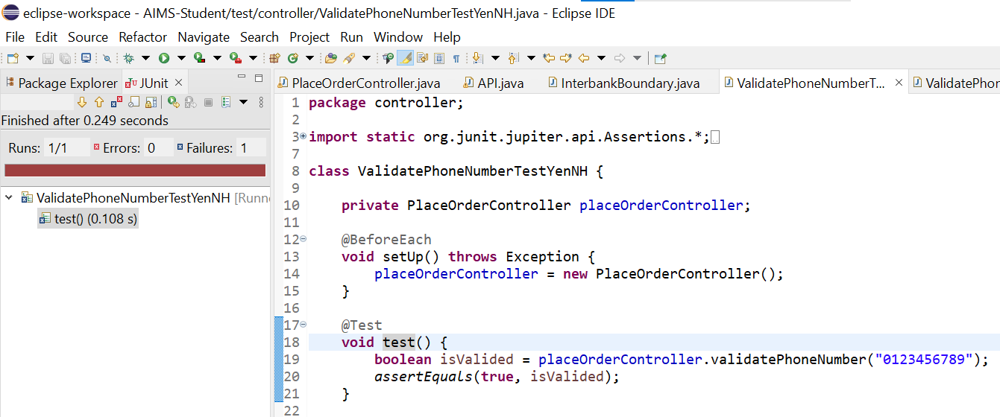 eclipse-workspace - AIMS-Student/test/controller/ValidatePhoneNumberTestYenNH.java - Eclipse IDE
File Edit Source Refactor Navigate Search Project Run Window Help
Package Explorer JUnit
PlaceOrderController.java API.java InterbankBoundary.java ValidatePhoneNumberT... ValidatePhor
Finished after 0.249 seconds
Runs: 1/1 Errors: 0 Failures: 1
ValidatePhoneNumberTestYenNH [Runne
test() (0.108 s)
1 package controller;
2
3 import static org.junit.jupiter.api.Assertions.*;
7
8 class ValidatePhoneNumberTestYenNH {
9
10 private PlaceOrderController placeOrderController;
11
12 @BeforeEach
13 void setUp() throws Exception {
14 placeOrderController = new PlaceOrderController();
15 }
16
17 @Test
18 void test() {
19 boolean isValided = placeOrderController.validatePhoneNumber("0123456789");
20 assertEquals(true, isValided);
21 }
22